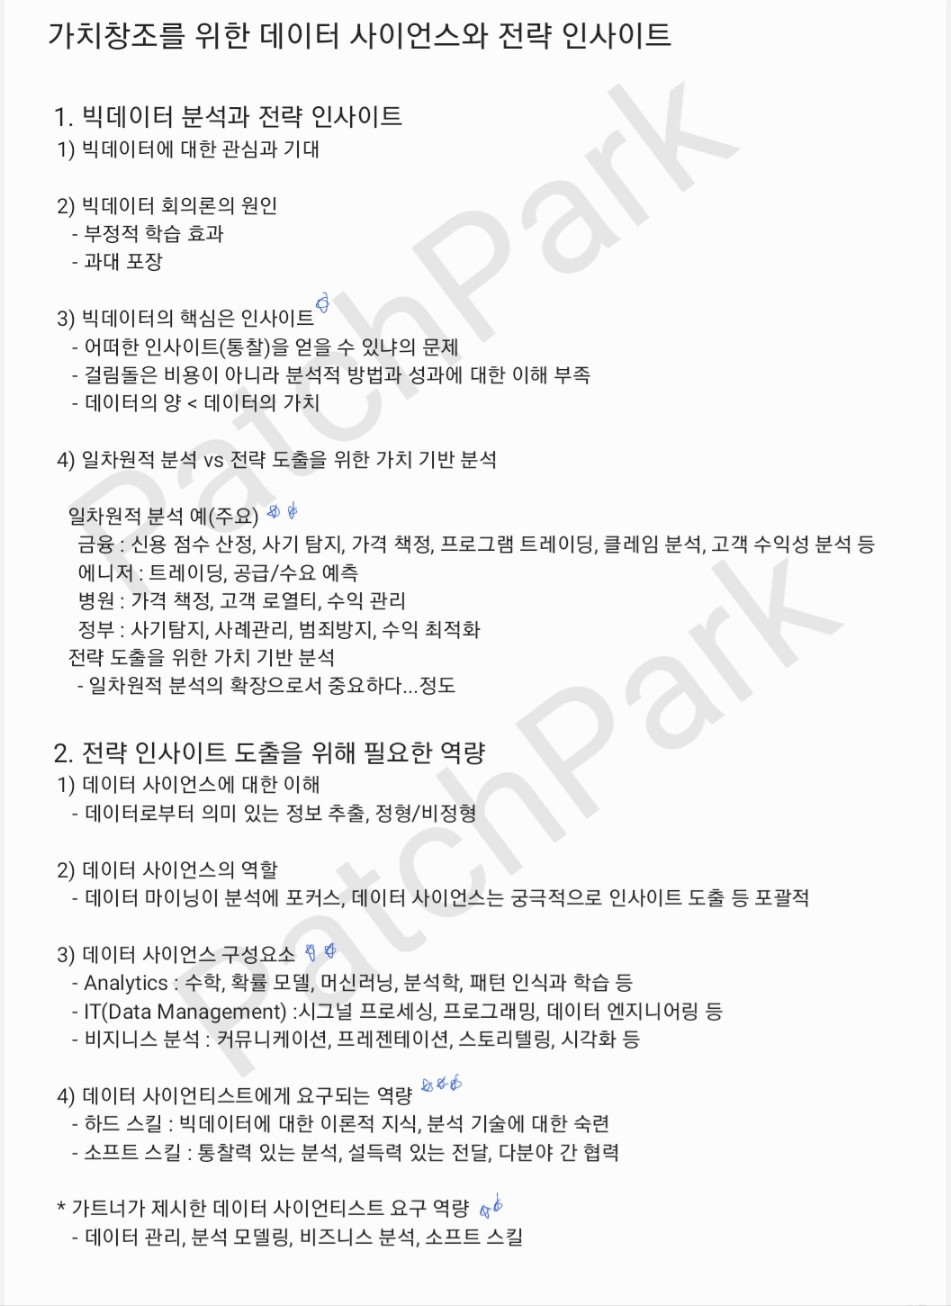 가치창조를 위한 데이터 사이언스와 전략 인사이트
1. 빅데이터 분석과 전략 인사이트
1) 빅데이터에 대한 관심과 기대
2) 빅데이터 회의론의 원인
- 부정적 학습 효과
- 과대 포장
3) 빅데이터의 핵심은 인사이트
- 어떠한 인사이트(통찰)을 얻을 수 있냐의 문제
- 걸림돌은 비용이 아니라 분석적 방법과 성과에 대한 이해 부족
- 데이터의 양 < 데이터의 가치
4) 일차원적 분석 vs 전략 도출을 위한 가치 기반 분석
일차원적 분석 예(주요)
금융 : 신용 점수 산정, 사기 탐지, 가격 책정, 프로그램 트레이딩, 클레임 분석, 고객 수익성 분석 등
에니저 : 트레이딩, 공급/수요 예측
병원 : 가격 책정, 고객 로열티, 수익 관리
정부 : 사기탐지, 사례관리, 범죄방지, 수익 최적화
전략 도출을 위한 가치 기반 분석
- 일차원적 분석의 확장으로서 중요하다...정도
2. 전략 인사이트 도출을 위해 필요한 역량
1) 데이터 사이언스에 대한 이해
- 데이터로부터 의미 있는 정보 추출, 정형/비정형
2) 데이터 사이언스의 역할
- 데이터 마이닝이 분석에 포커스, 데이터 사이언스는 궁극적으로 인사이트 도출 등 포괄적
3) 데이터 사이언스 구성요소
- Analytics : 수학, 확률 모델, 머신러닝, 분석학, 패턴 인식과 학습 등
- IT(Data Management) :시그널 프로세싱, 프로그래밍, 데이터 엔지니어링 등
- 비지니스 분석 : 커뮤니케이션, 프레젠테이션, 스토리텔링, 시각화 등
4) 데이터 사이언티스트에게 요구되는 역량
- 하드 스킬 : 빅데이터에 대한 이론적 지식, 분석 기술에 대한 숙련
- 소프트 스킬 : 통찰력 있는 분석, 설득력 있는 전달, 다분야 간 협력
* 가트너가 제시한 데이터 사이언티스트 요구 역량
- 데이터 관리, 분석 모델링, 비즈니스 분석, 소프트 스킬
PatchPark
PatchPark